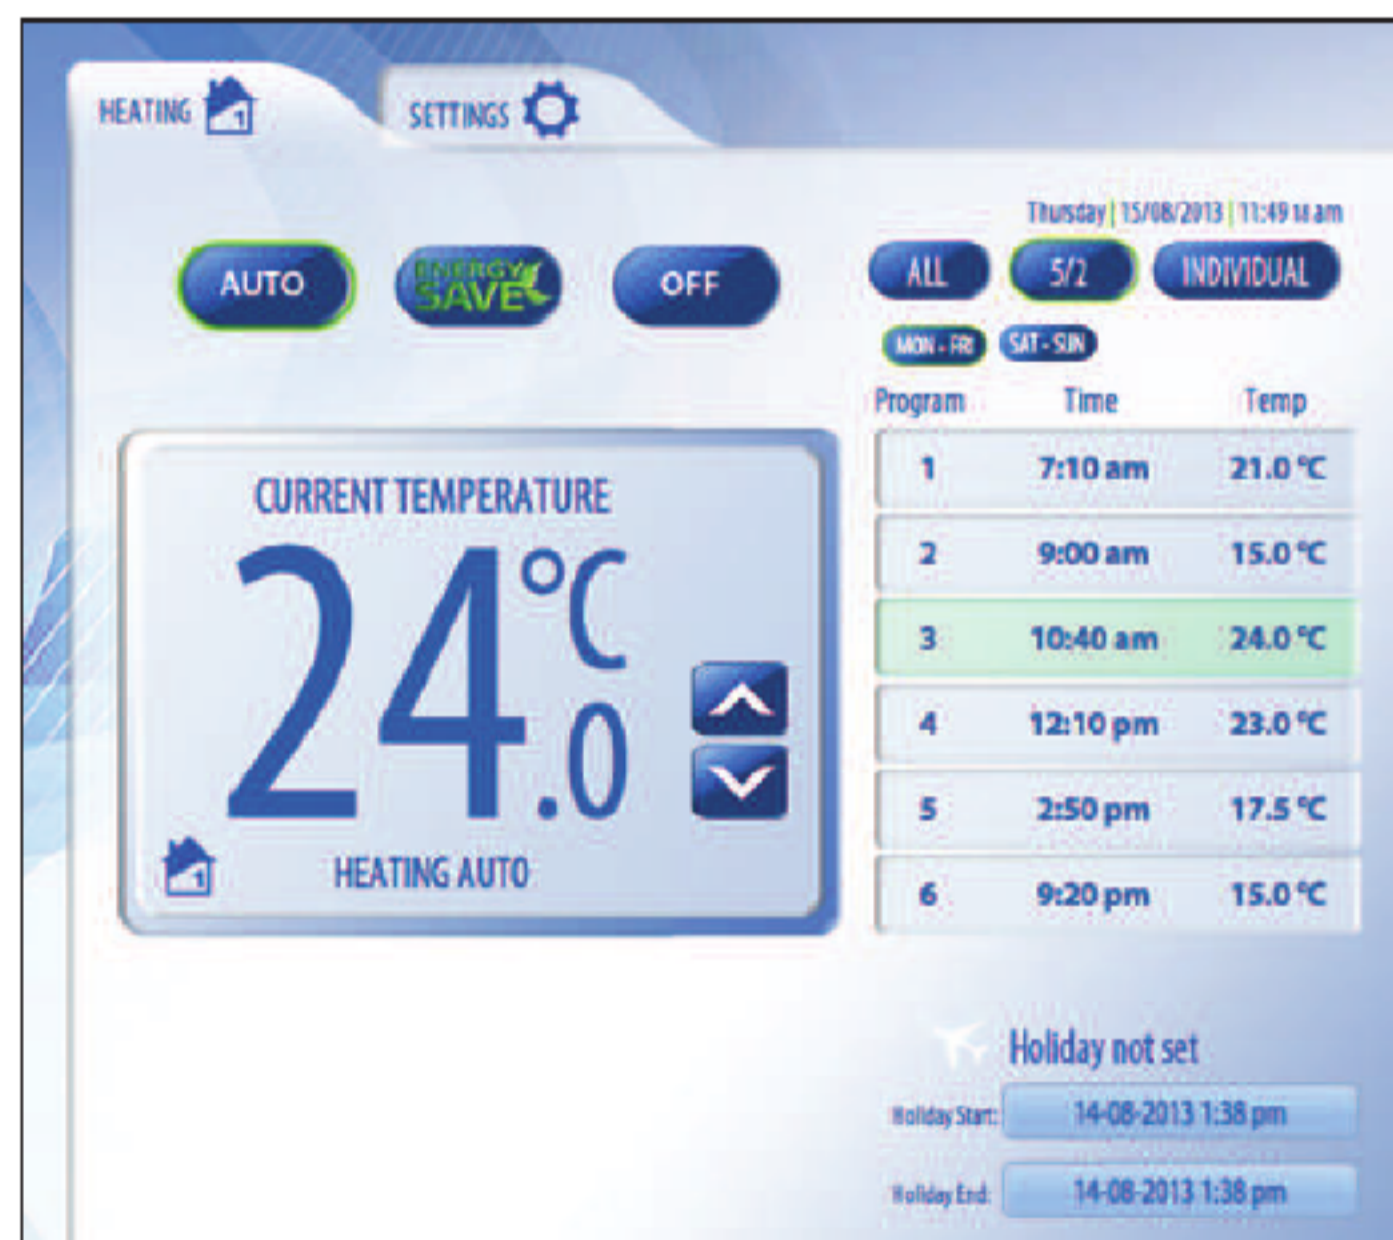 HEATING 1 SETTINGS
Thursday | 15/08/2013 | 11:49 18 am
AUTO ENERGY SAVE OFF
ALL 5/2 INDIVIDUAL
MON - FRI SAT - SUN
Program Time Temp
1 7:10 am 21.0 °C
2 9:00 am 15.0 °C
3 10:40 am 24.0 °C
4 12:10 pm 23.0 °C
5 2:50 pm 17.5 °C
6 9:20 pm 15.0 °C
CURRENT TEMPERATURE
24.0 °C
1 HEATING AUTO
Holiday not set
Holiday Start: 14-08-2013 1:38 pm
Holiday End: 14-08-2013 1:38 pm